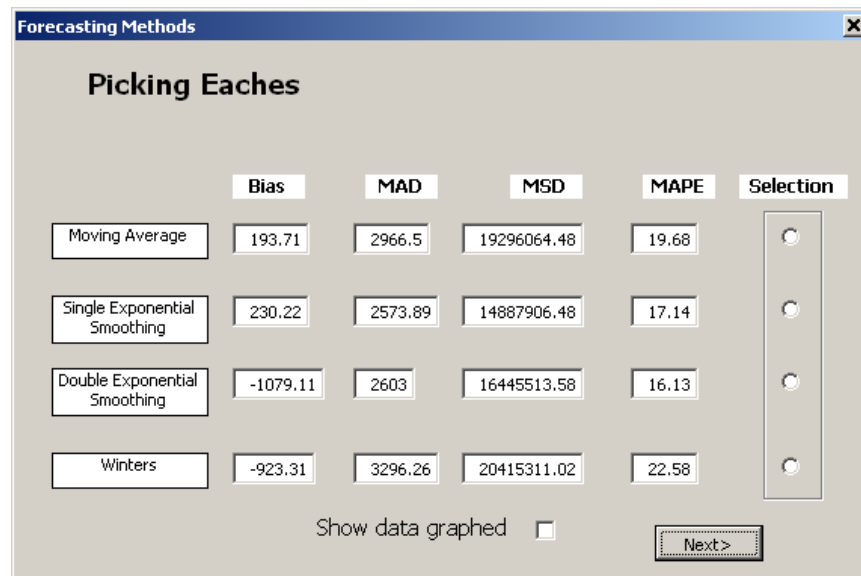 Forecasting Methods
Picking Eaches
Bias MAD MSD MAPE Selection
Moving Average 193.71 2966.5 19296064.48 19.68
Single Exponential
Smoothing 230.22 2573.89 14887906.48 17.14
Double Exponential
Smoothing -1079.11 2603 16445513.58 16.13
Winters -923.31 3296.26 20415311.02 22.58
Show data graphed
Next>